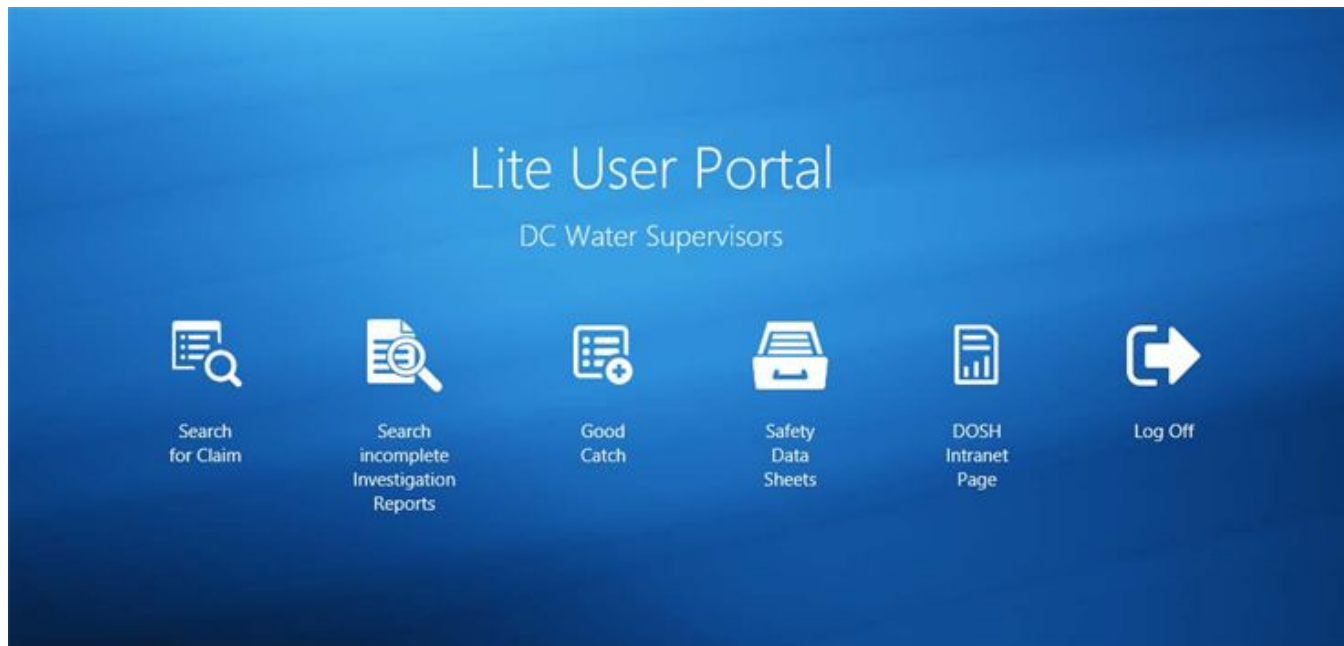 Lite User Portal
DC Water Supervisors
Search
for Claim
Search
incomplete
Investigation
Reports
Good
Catch
Safety
Data
Sheets
DOSH
Intranet
Page
Log Off